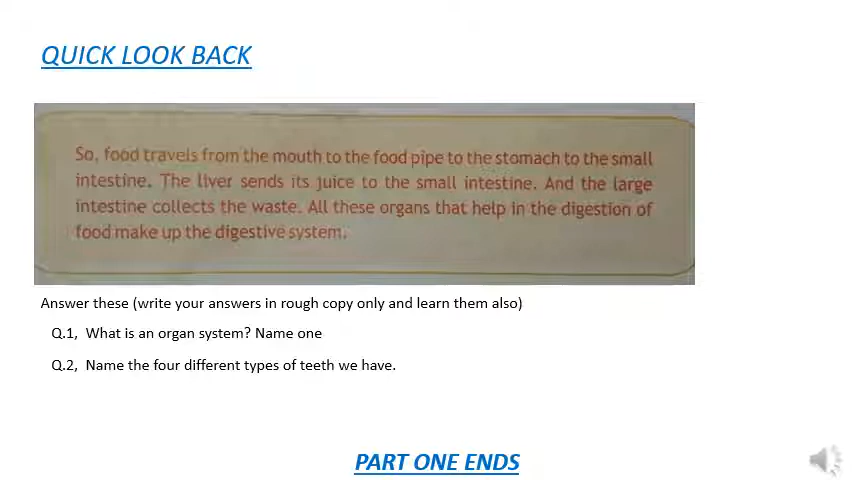 QUICK LOOK BACK
So, food travels from the mouth to the food pipe to the stomach to the small
intestine. The liver sends its juice to the small intestine. And the large
intestine collects the waste. All these organs that help in the digestion of
food make up the digestive system.
Answer these (write your answers in rough copy only and learn them also)
Q.1, What is an organ system? Name one
Q.2, Name the four different types of teeth we have.
PART ONE ENDS